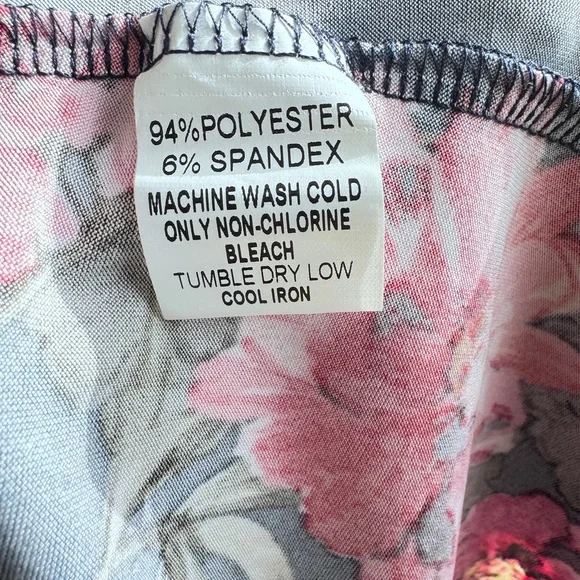 94%POLYESTER
6% SPANDEX
MACHINE WASH COLD
ONLY NON-CHLORINE
BLEACH
TUMBLE DRY LOW
COOL IRON